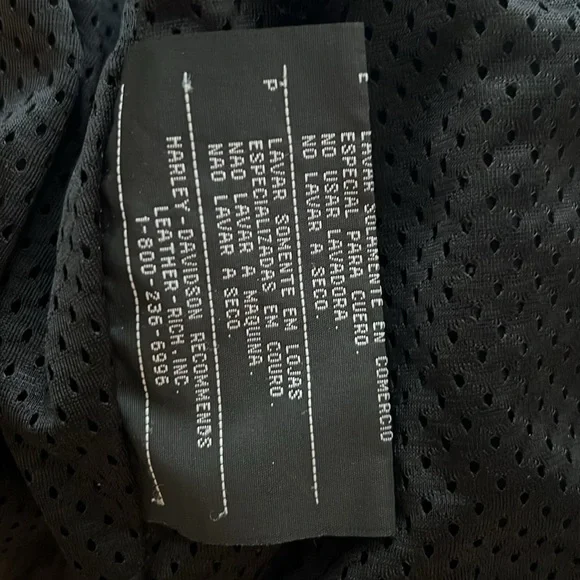 E
LAVAR SOLAMENTE EN COMERCIO
ESPECIAL PARA CUERO.
NO USAR LAVADORA.
NO LAVAR A SECO.
P
LAVAR SOMENTE EM LOJAS
ESPECIALIZADAS EM COURO.
NAO LAVAR A MAQUINA.
NAO LAVAR A SECO.
HARLEY-DAVIDSON RECOMMENDS
LEATHER-RICH,INC.
1-800-236-6996